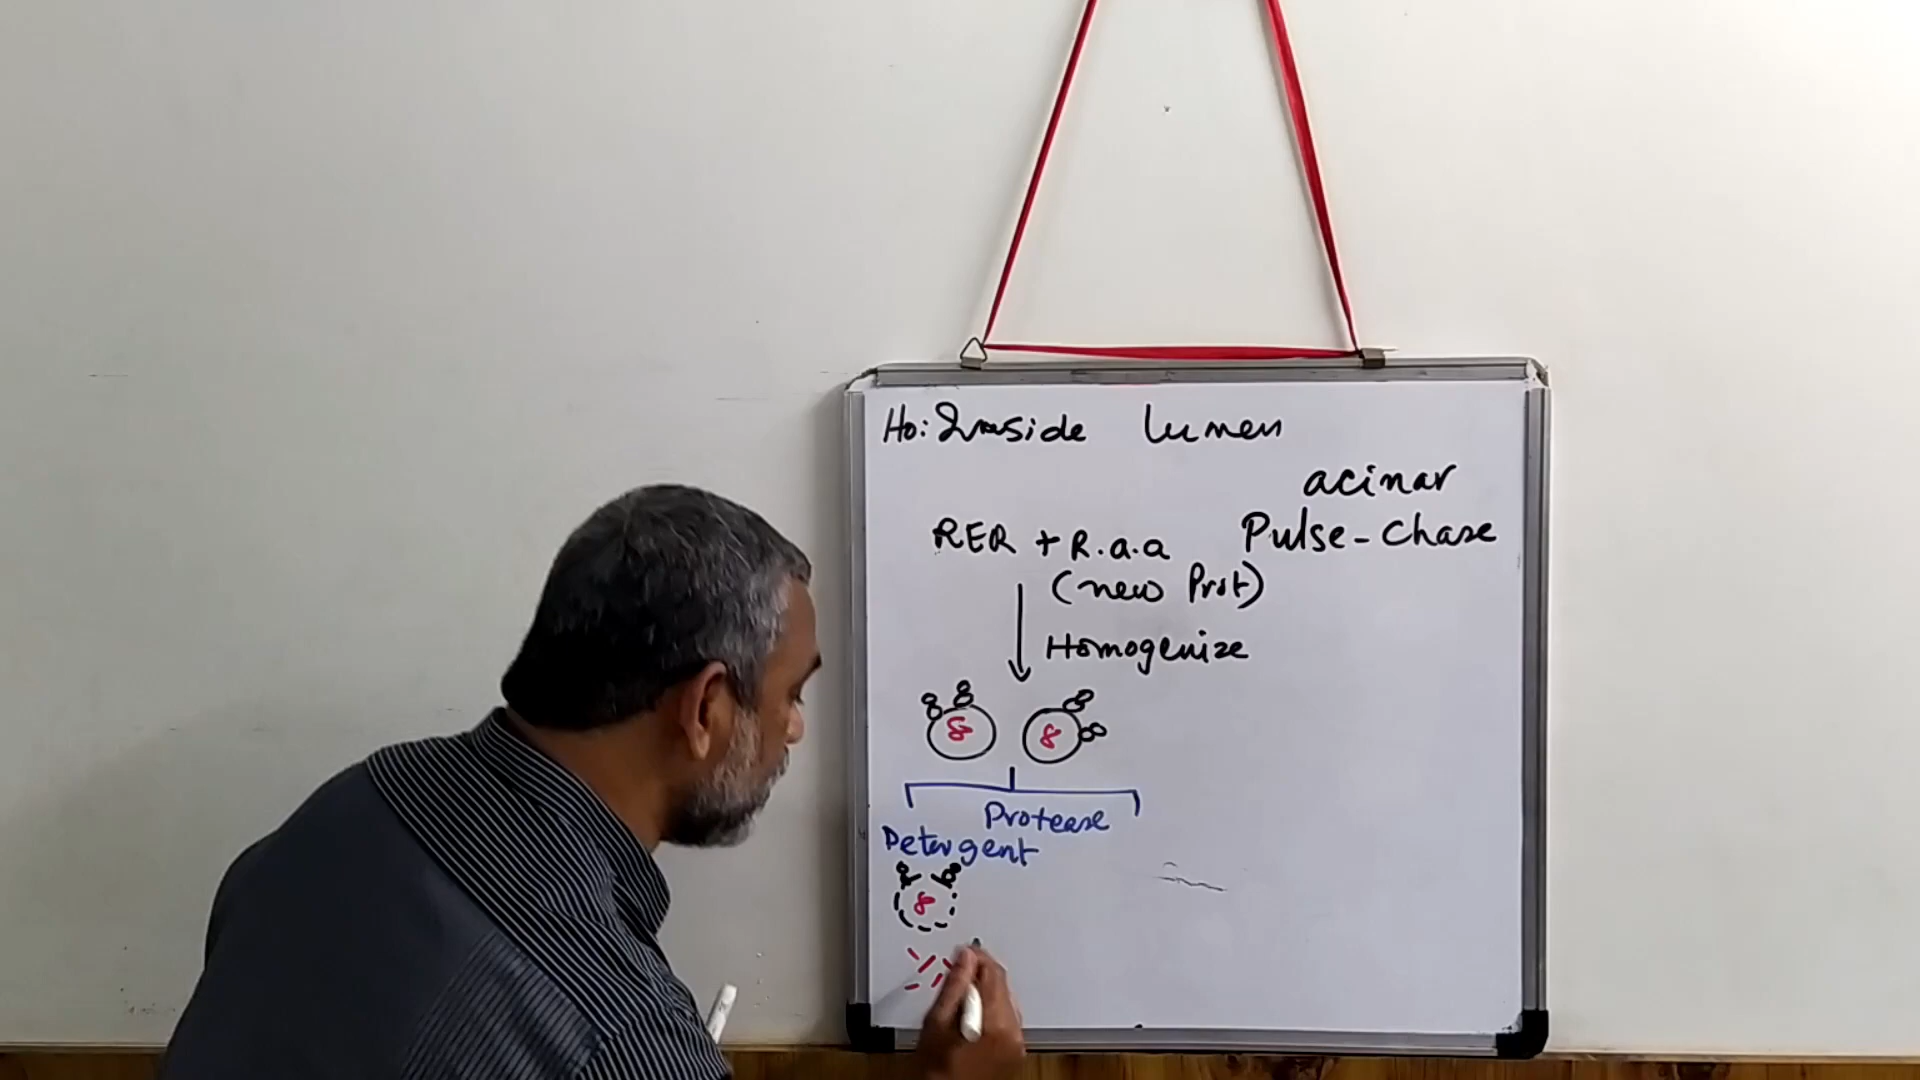 Ho: Inside lumen
acinar
RER + R.a.a Pulse-chase
(new Prot)
Homogenize
Protease
Detergent